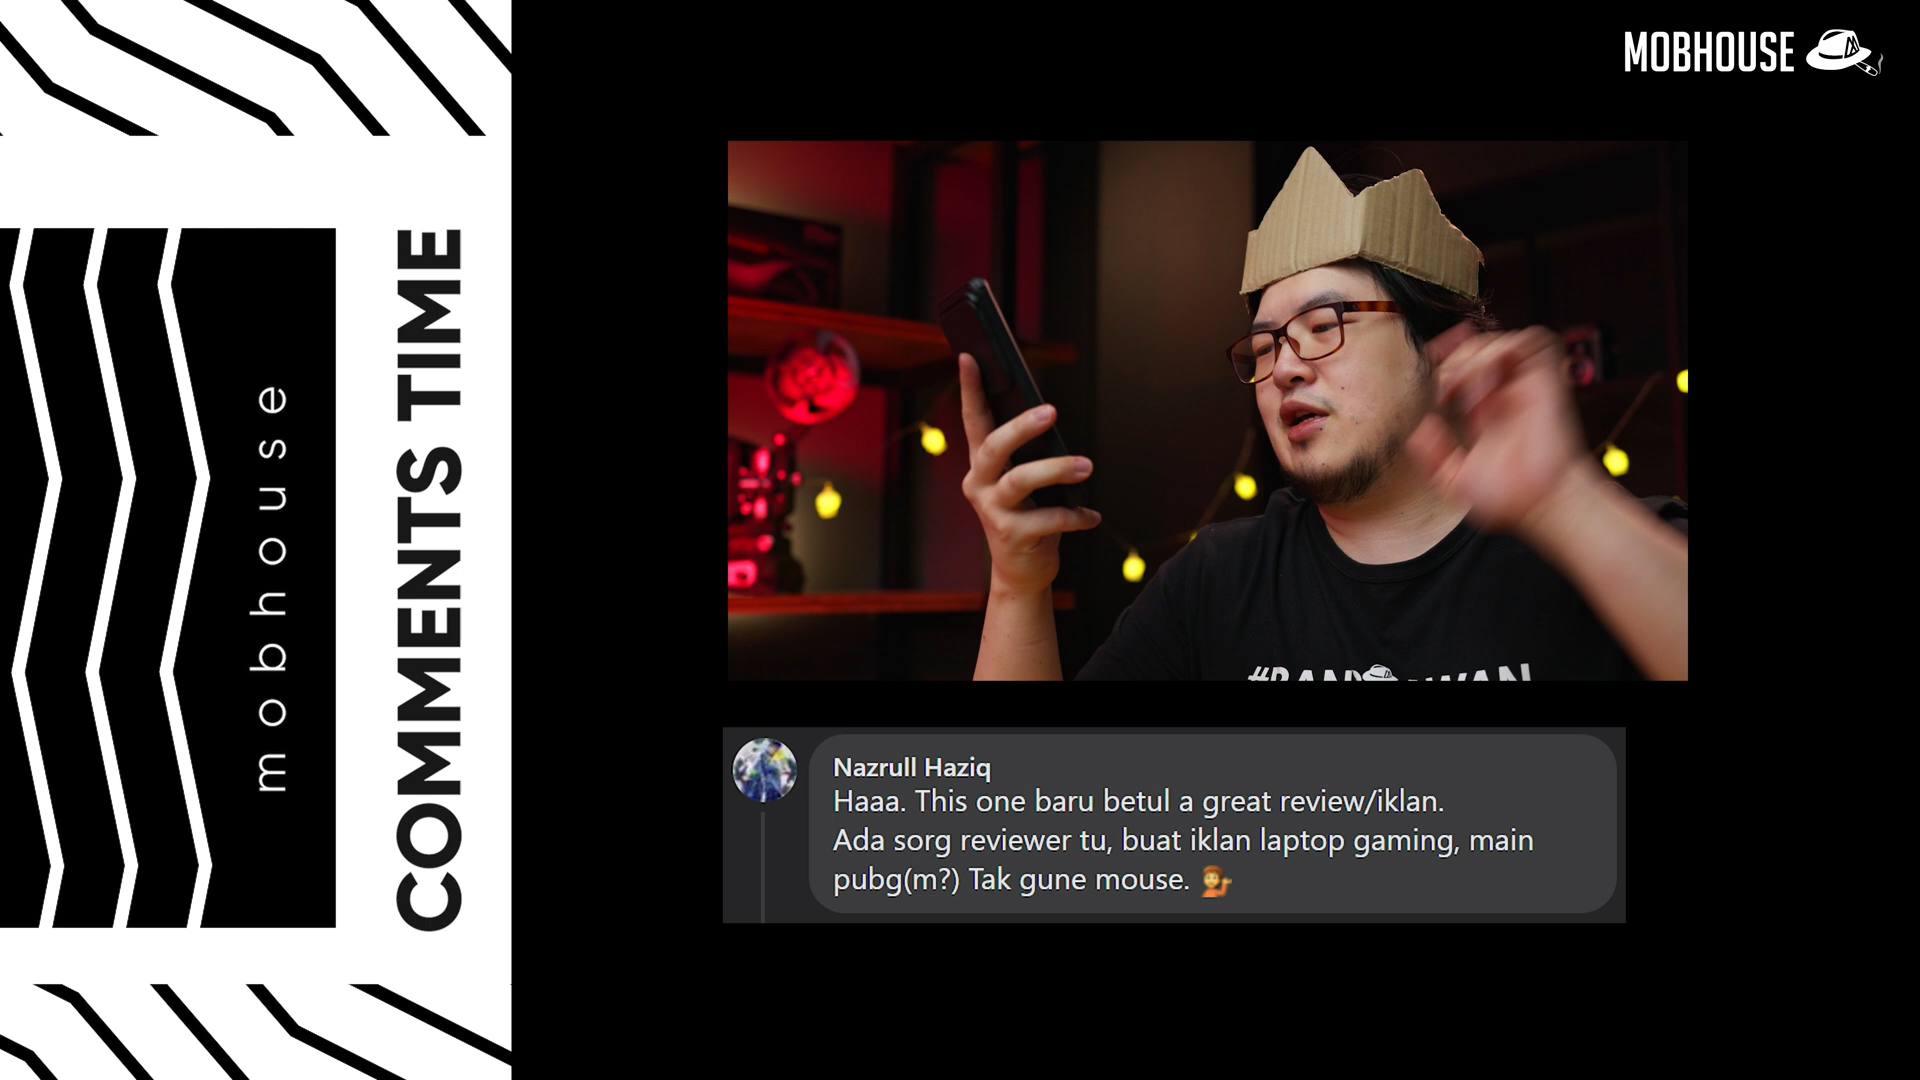 MOBHOUSE
mobhouse
COMMENTS TIME
Nazrull Haziq
Haaa. This one baru betul a great review/iklan.
Ada sorg reviewer tu, buat iklan laptop gaming, main
pubg(m?) Tak gune mouse. 💁